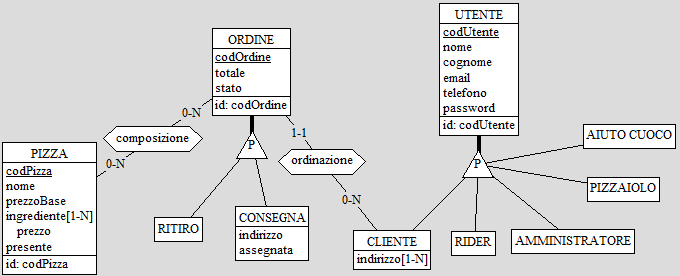 UTENTE
codUtente
nome
cognome
email
telefono
password
id: codUtente
ORDINE
codOrdine
totale
stato
id: codOrdine
0-N
composizione
0-N
1-1
ordinazione
0-N
P
P
AIUTO CUOCO
PIZZAIOLO
PIZZA
codPizza
nome
prezzoBase
ingrediente[1-N]
prezzo
presente
id: codPizza
RITIRO
CONSEGNA
indirizzo
assegnata
CLIENTE
indirizzo[1-N]
RIDER
AMMINISTRATORE